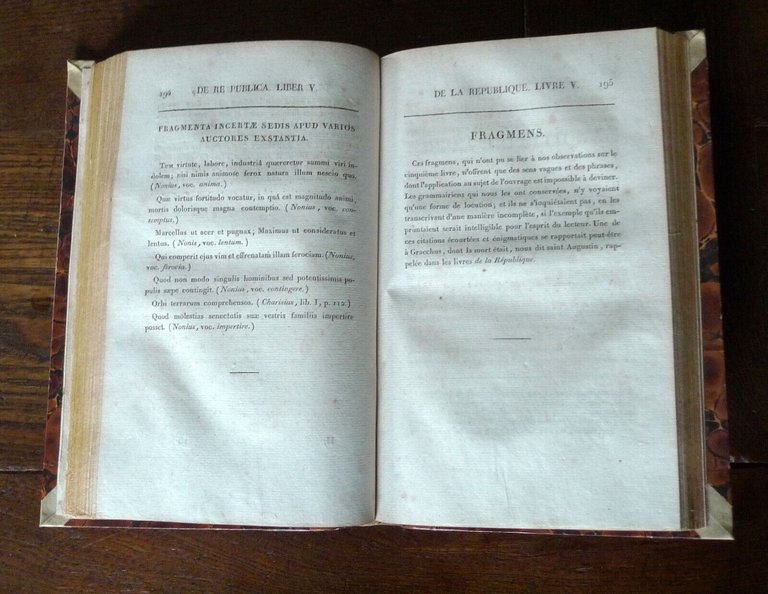 194 DE RE PUBLICA. LIBER V.
FRAGMENTA INCERTÆ SEDIS APUD VARIOS
AUCTORES EXSTANTIA.
Tum virtute, labore, industriâ quæreretur summi viri in-
dolem; nisi nimis animose ferox natura illum nescio quo.
(Nonius, voc. anima.)
Quæ virtus fortitudo vocatur, in quâ est magnitudo animi,
mortis dolorisque magna contemptio. (Nonius, voc. con-
temptus.)
Marcellus ut acer et pugnax; Maximus ut consideratus et
lentus. (Nonis, voc. lentum.)
Qui comperit ejus vim et effrenatam illam ferociam. (Nonius,
voc. ferocia.)
Quod non modo singulis hominibus sed potentissimis po-
pulis sæpe contingit. (Nonius, voc. contingere.)
Orbi terrarum comprehensos. (Charisius, lib. I, p. 112.)
Quod molestiis senectutis suæ vestris familiis impertire
posset. (Nonius, voc. impertire.)
DE LA REPUBLIQUE. LIVRE V. 195
FRAGMENS.
Ces fragmens, qui n'ont pu se lier à nos observations sur le
cinquième livre, n'offrent que des sens vagues et des phrases,
dont l'application au sujet de l'ouvrage est impossible à deviner.
Les grammairiens qui nous les ont conservées, n'y voyaient
qu'une forme de locution; et ils ne s'inquiétaient pas, en les
transcrivant d'une manière incomplète, si l'exemple qu'ils em-
pruntaient serait intelligible pour l'esprit du lecteur. Une de
ces citations écourtées et énigmatiques se rapportait peut-être
à Gracchus, dont la mort était, nous dit saint Augustin, rap-
pelée dans les livres de la République.